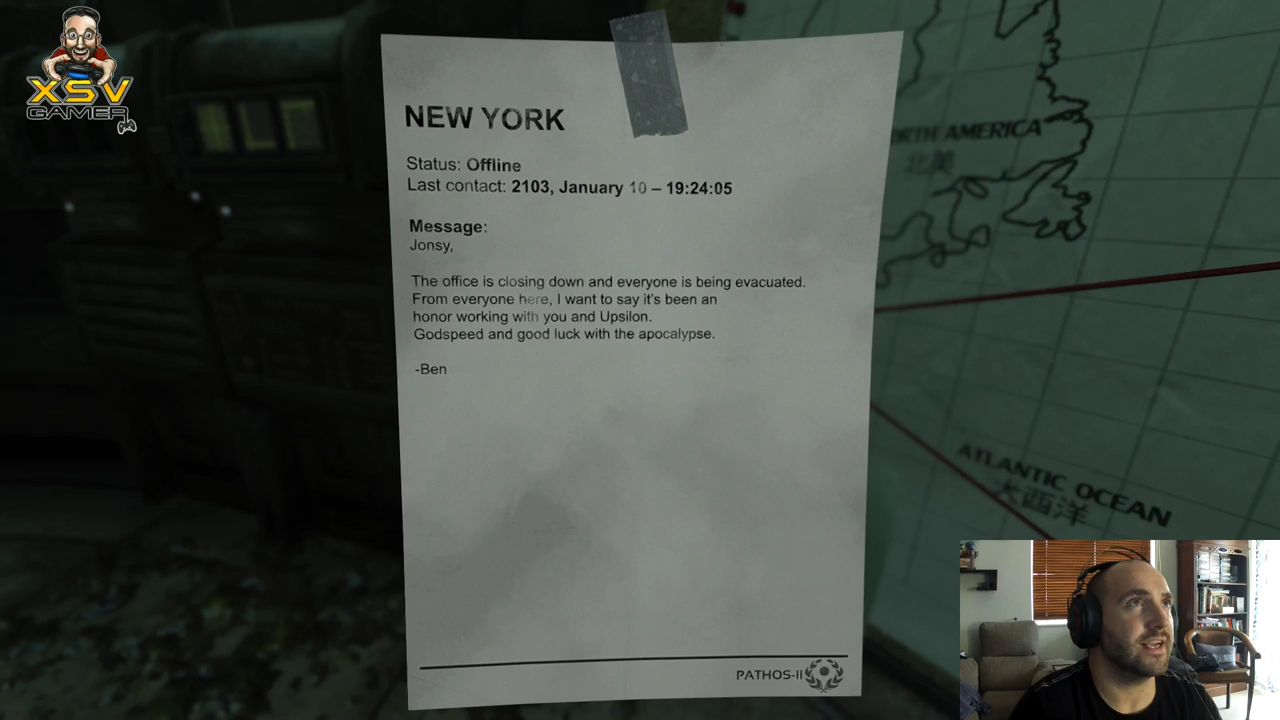 XSV
GAMER
NEW YORK
Status: Offline
Last contact: 2103, January 10 – 19:24:05
Message:
Jonsy,
The office is closing down and everyone is being evacuated.
From everyone here, I want to say it's been an
honor working with you and Upsilon.
Godspeed and good luck with the apocalypse.
-Ben
PATHOS-II
ORTH AMERICA
北美
ATLANTIC OCEAN
大西洋